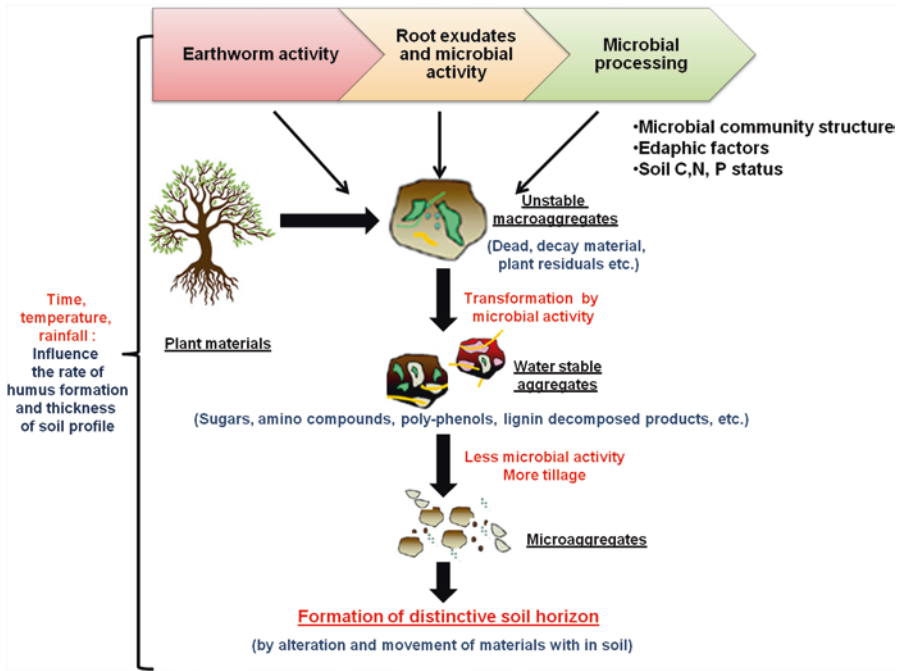 Earthworm activity
Root exudates
and microbial
activity
Microbial
processing
•Microbial community structure
•Edaphic factors
•Soil C,N, P status
Unstable
macroaggregates
(Dead, decay material,
plant residuals etc.)
Time,
temperature,
rainfall :
Influence
the rate of
humus formation
and thickness
of soil profile
Plant materials
Transformation by
microbial activity
Water stable
aggregates
(Sugars, amino compounds, poly-phenols, lignin decomposed products, etc.)
Less microbial activity
More tillage
Microaggregates
Formation of distinctive soil horizon
(by alteration and movement of materials with in soil)